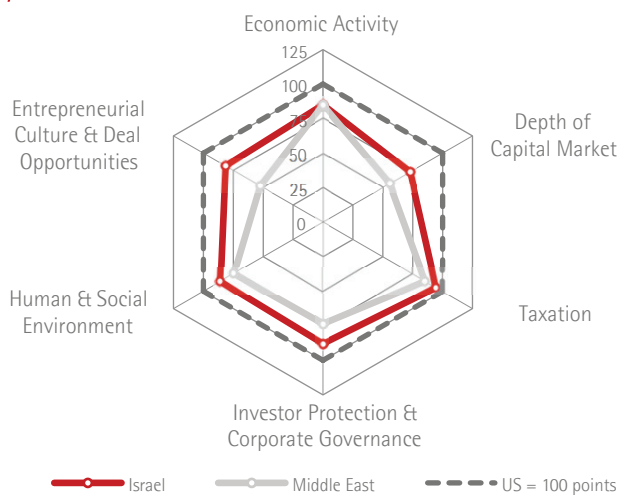 Economic Activity
125
100
75
50
25
0
Entrepreneurial
Culture & Deal
Opportunities
Depth of
Capital Market
Human & Social
Environment
Taxation
Investor Protection &
Corporate Governance
Israel
Middle East
US = 100 points